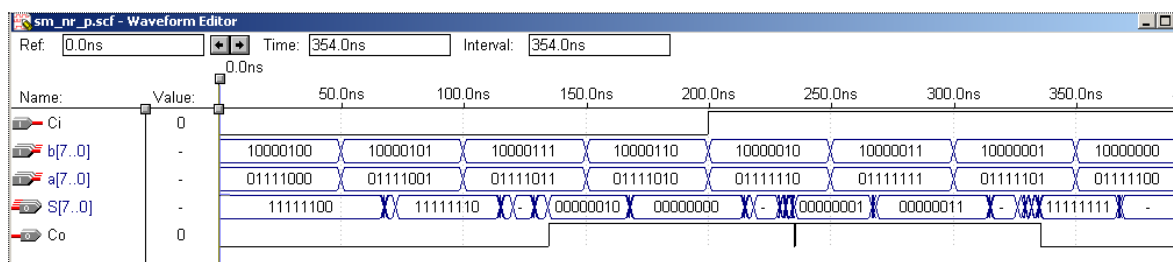 sm_nr_p.scf - Waveform Editor
Ref: 0.0ns Time: 354.0ns Interval: 354.0ns
0.0ns
Name: Value: 50.0ns 100.0ns 150.0ns 200.0ns 250.0ns 300.0ns 350.0ns
Ci 0
b[7..0] - 10000100 10000101 10000111 10000110 10000010 10000011 10000001 10000000
a[7..0] - 01111000 01111001 01111011 01111010 01111110 01111111 01111101 01111100
S[7..0] - 11111100 11111110 - 00000010 00000000 - 00000001 00000011 - 11111111 -
Co 0